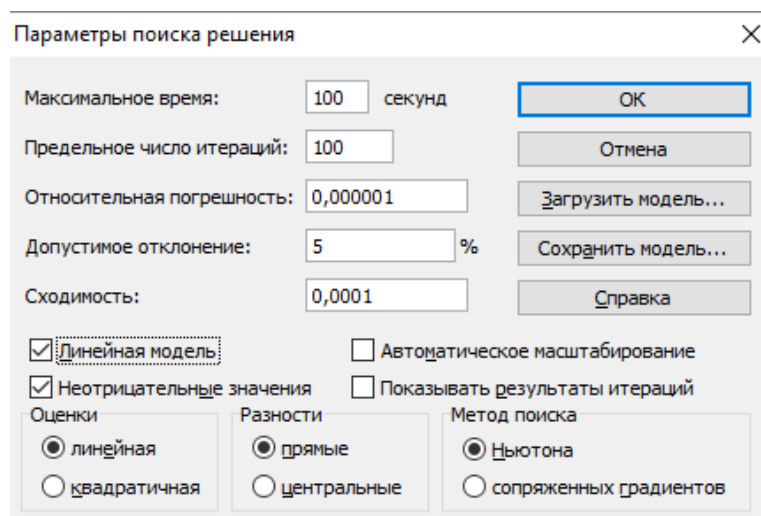 Параметры поиска решения
Максимальное время: 100 секунд OK
Предельное число итераций: 100 Отмена
Относительная погрешность: 0,000001 Загрузить модель...
Допустимое отклонение: 5 % Сохранить модель...
Сходимость: 0,0001 Справка
Линейная модель Автоматическое масштабирование
Неотрицательные значения Показывать результаты итераций
Оценки Разности Метод поиска
линейная прямые Ньютона
квадратичная центральные сопряженных градиентов